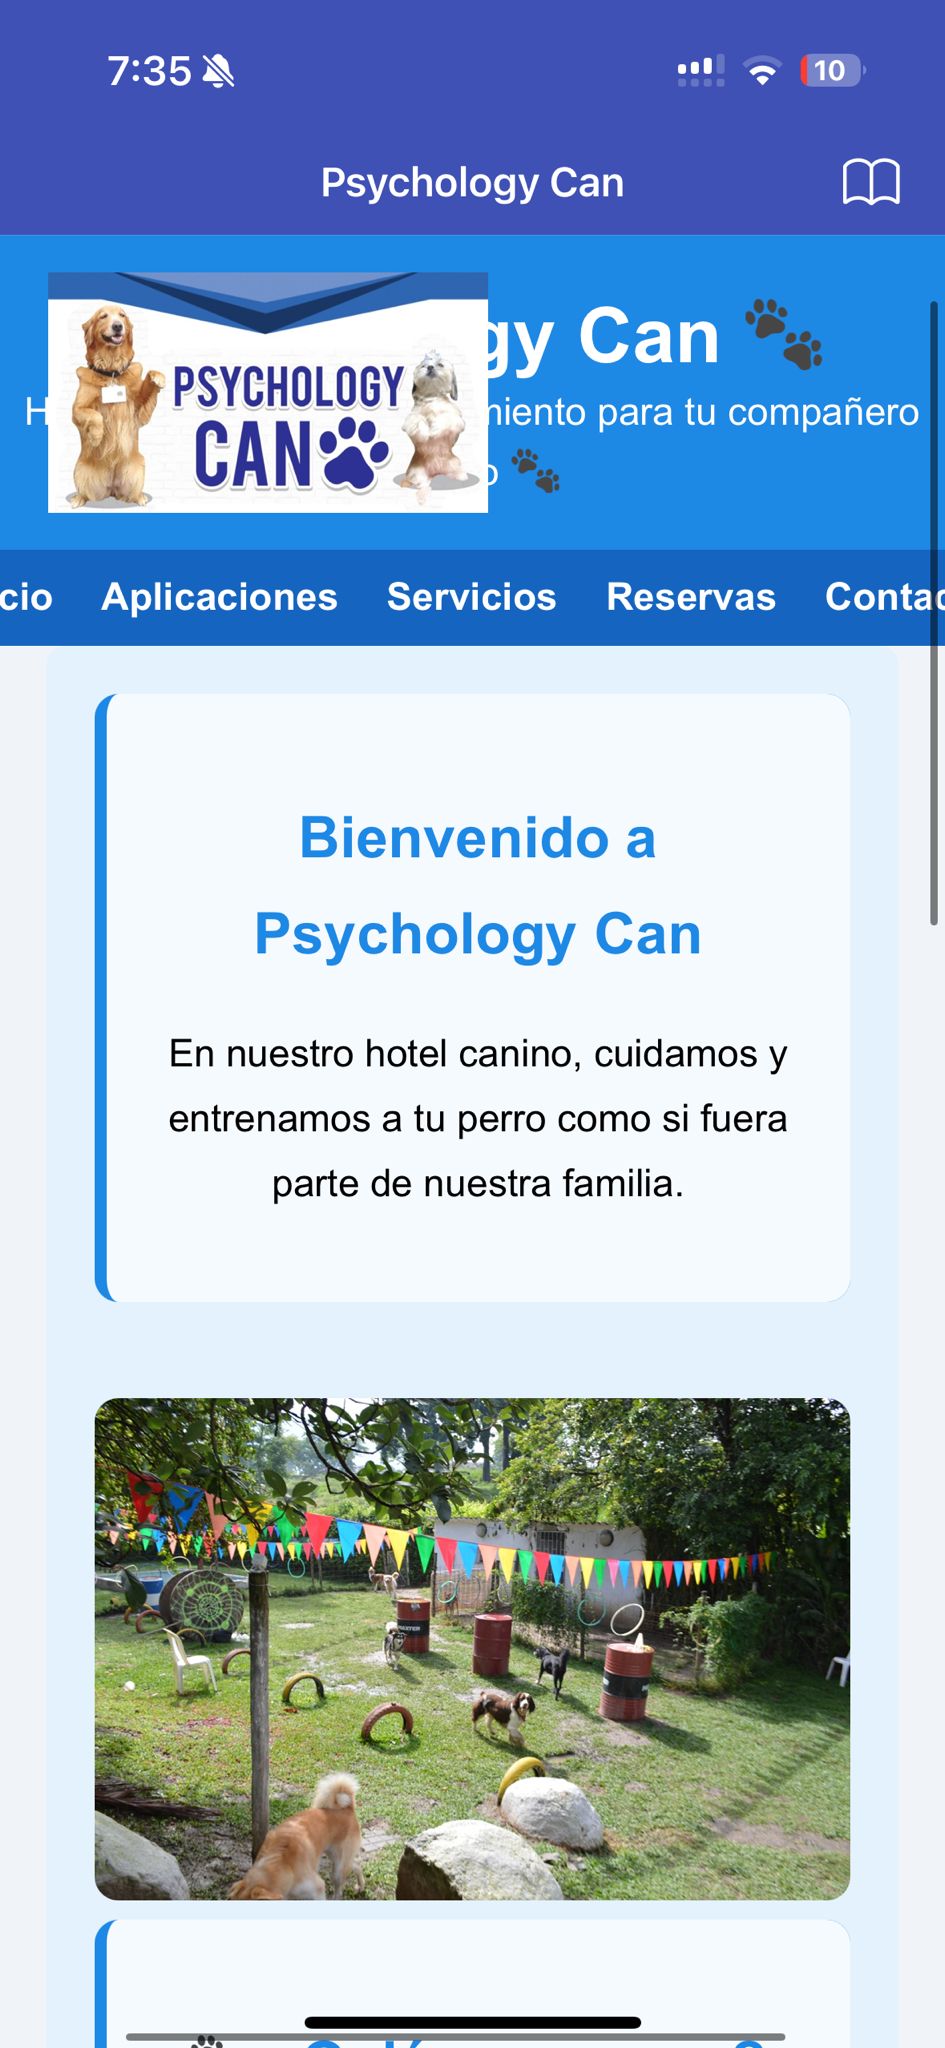 7:35
10
Psychology Can
PSYCHOLOGY
CAN
gy Can 🐾
H miento para tu compañero
o 🐾
cio Aplicaciones Servicios Reservas Contac
Bienvenido a
Psychology Can
En nuestro hotel canino, cuidamos y
entrenamos a tu perro como si fuera
parte de nuestra familia.